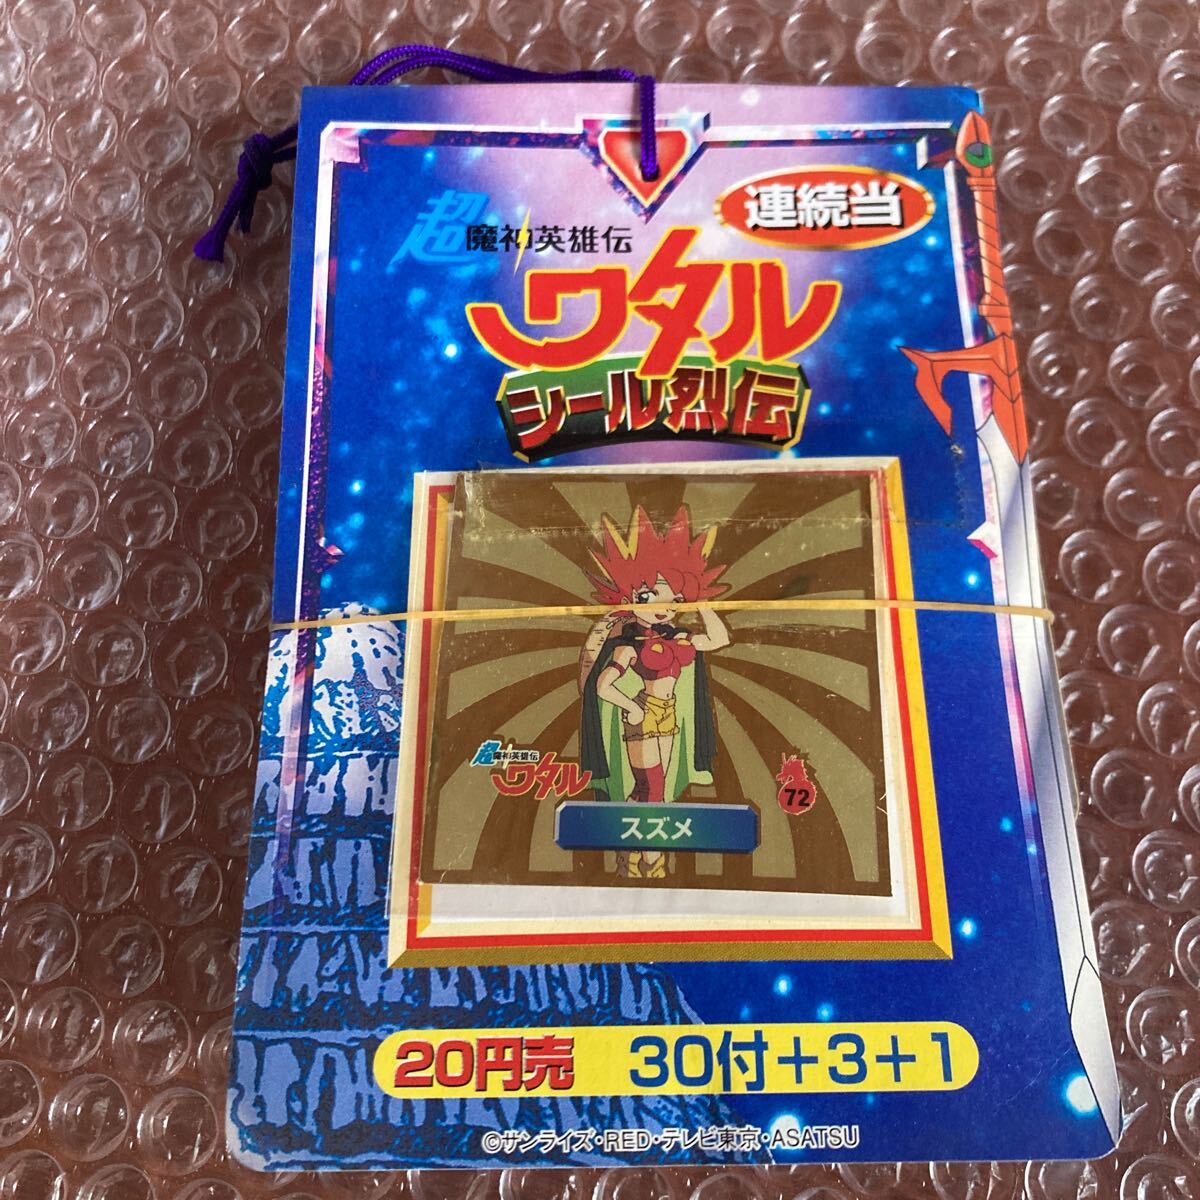 連続当
超魔神英雄伝
ワタル
シール烈伝
超魔神英雄伝
ワタル
72
スズメ
20円売 30付+3+1
©サンライズ・RED・テレビ東京・ASATSU